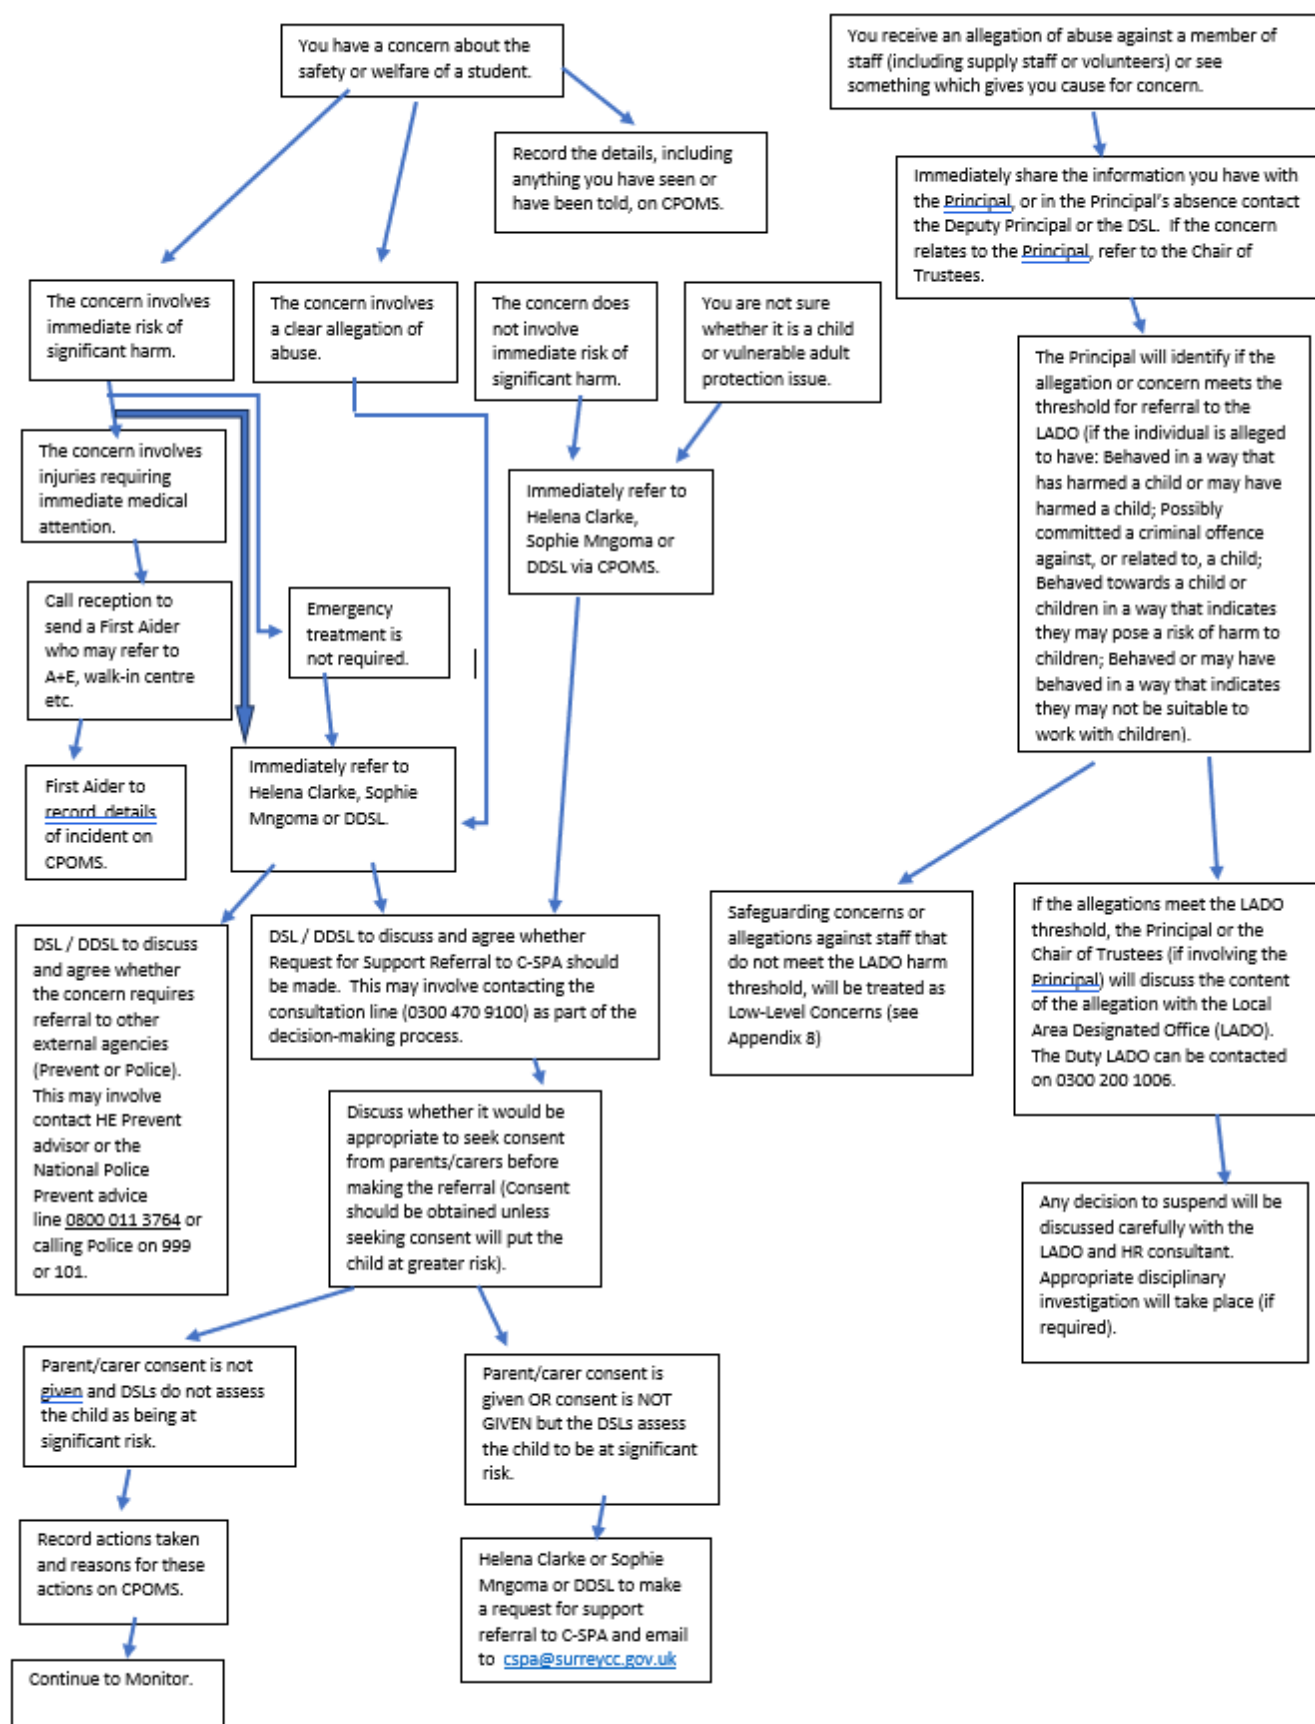 You have a concern about the
safety or welfare of a student.
You receive an allegation of abuse against a member of
staff (including supply staff or volunteers) or see
something which gives you cause for concern.
Record the details, including
anything you have seen or
have been told, on CPOMS.
Immediately share the information you have with
the Principal, or in the Principal's absence contact
the Deputy Principal or the DSL. If the concern
relates to the Principal, refer to the Chair of
Trustees.
The concern involves
immediate risk of
significant harm.
The concern involves
a clear allegation of
abuse.
The concern does
not involve
immediate risk of
significant harm.
You are not sure
whether it is a child
or vulnerable adult
protection issue.
The Principal will identify if the
allegation or concern meets the
threshold for referral to the
LADO (if the individual is alleged
to have: Behaved in a way that
has harmed a child or may have
harmed a child; Possibly
committed a criminal offence
against, or related to, a child;
Behaved towards a child or
children in a way that indicates
they may pose a risk of harm to
children; Behaved or may have
behaved in a way that indicates
they may not be suitable to
work with children).
The concern involves
injuries requiring
immediate medical
attention.
Immediately refer to
Helena Clarke,
Sophie Mngoma or
DDSL via CPOMS.
Call reception to
send a First Aider
who may refer to
A+E, walk-in centre
etc.
Emergency
treatment is
not required.
First Aider to
record details
of incident on
CPOMS.
Immediately refer to
Helena Clarke, Sophie
Mngoma or DDSL.
DSL / DDSL to discuss
and agree whether
the concern requires
referral to other
external agencies
(Prevent or Police).
This may involve
contact HE Prevent
advisor or the
National Police
Prevent advice
line 0800 011 3764 or
calling Police on 999
or 101.
DSL / DDSL to discuss and agree whether
Request for Support Referral to C-SPA should
be made. This may involve contacting the
consultation line (0300 470 9100) as part of the
decision-making process.
Safeguarding concerns or
allegations against staff that
do not meet the LADO harm
threshold, will be treated as
Low-Level Concerns (see
Appendix 8)
If the allegations meet the LADO
threshold, the Principal or the
Chair of Trustees (if involving the
Principal) will discuss the content
of the allegation with the Local
Area Designated Office (LADO).
The Duty LADO can be contacted
on 0300 200 1006.
Discuss whether it would be
appropriate to seek consent
from parents/carers before
making the referral (Consent
should be obtained unless
seeking consent will put the
child at greater risk).
Any decision to suspend will be
discussed carefully with the
LADO and HR consultant.
Appropriate disciplinary
investigation will take place (if
required).
Parent/carer consent is not
given and DSLs do not assess
the child as being at
significant risk.
Parent/carer consent is
given OR consent is NOT
GIVEN but the DSLs assess
the child to be at significant
risk.
Record actions taken
and reasons for these
actions on CPOMS.
Helena Clarke or Sophie
Mngoma or DDSL to make
a request for support
referral to C-SPA and email
to cspa@surreycc.gov.uk
Continue to Monitor.